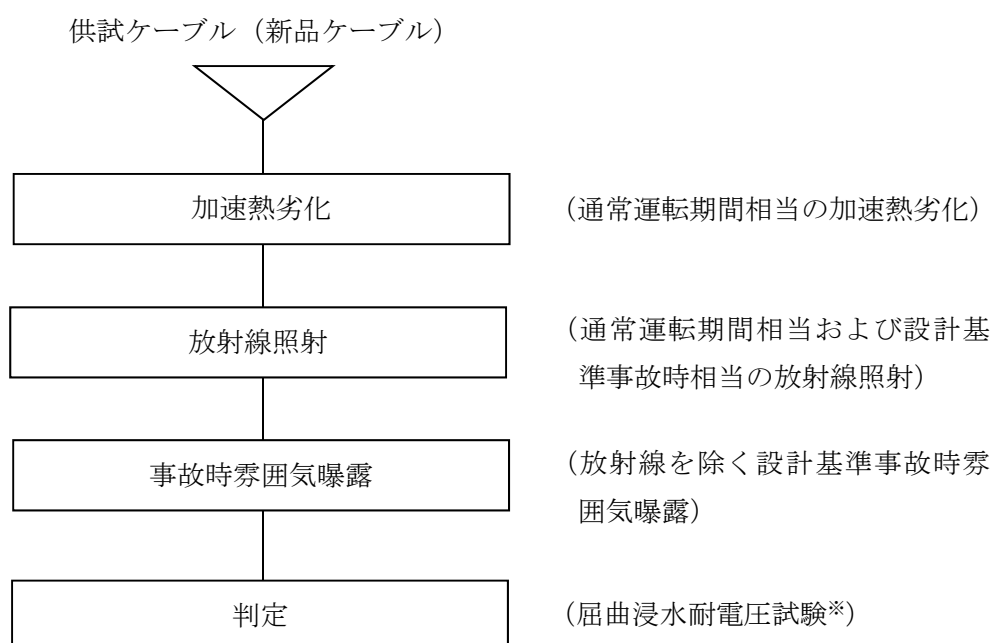 供試ケーブル（新品ケーブル）
加速熱劣化
（通常運転期間相当の加速熱劣化）
放射線照射
（通常運転期間相当および設計基
準事故時相当の放射線照射）
事故時雰囲気曝露
（放射線を除く設計基準事故時雰
囲気曝露）
判定
（屈曲浸水耐電圧試験※）